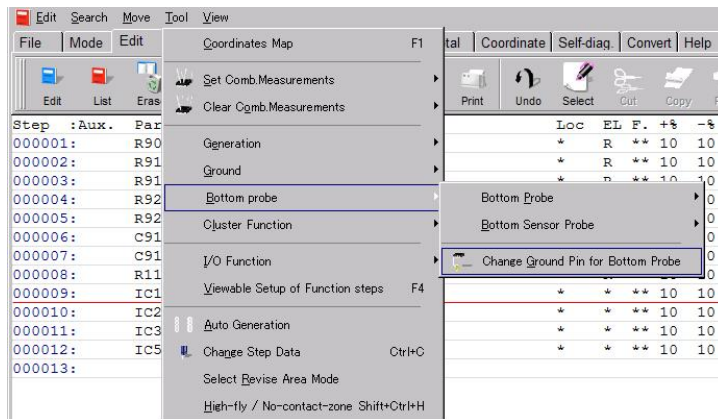 Edit Search Move Tool View
File Mode Edit tal Coordinate Self-diag. Convert Help
Edit List Eras Print Undo Select Cut Copy
Step :Aux. Par Loc EL F. +% -%
000001: R90 * R ** 10 10
000002: R91 * R ** 10 10
000003: R91 * R ** 10 10
000004: R92
000005: R92
000006: C91
000007: C91
000008: R11
000009: IC1 * * ** 10 10
000010: IC2 * * ** 10 10
000011: IC3 * * ** 10 10
000012: IC5 * * ** 10 10
000013:
Coordinates Map F1
Set Comb.Measurements
Clear Comb.Measurements
Generation
Ground
Bottom probe
Cluster Function
I/O Function
Viewable Setup of Function steps F4
Auto Generation
Change Step Data Ctrl+C
Select Revise Area Mode
High-fly / No-contact-zone Shift+Ctrl+H
Bottom Probe
Bottom Sensor Probe
Change Ground Pin for Bottom Probe